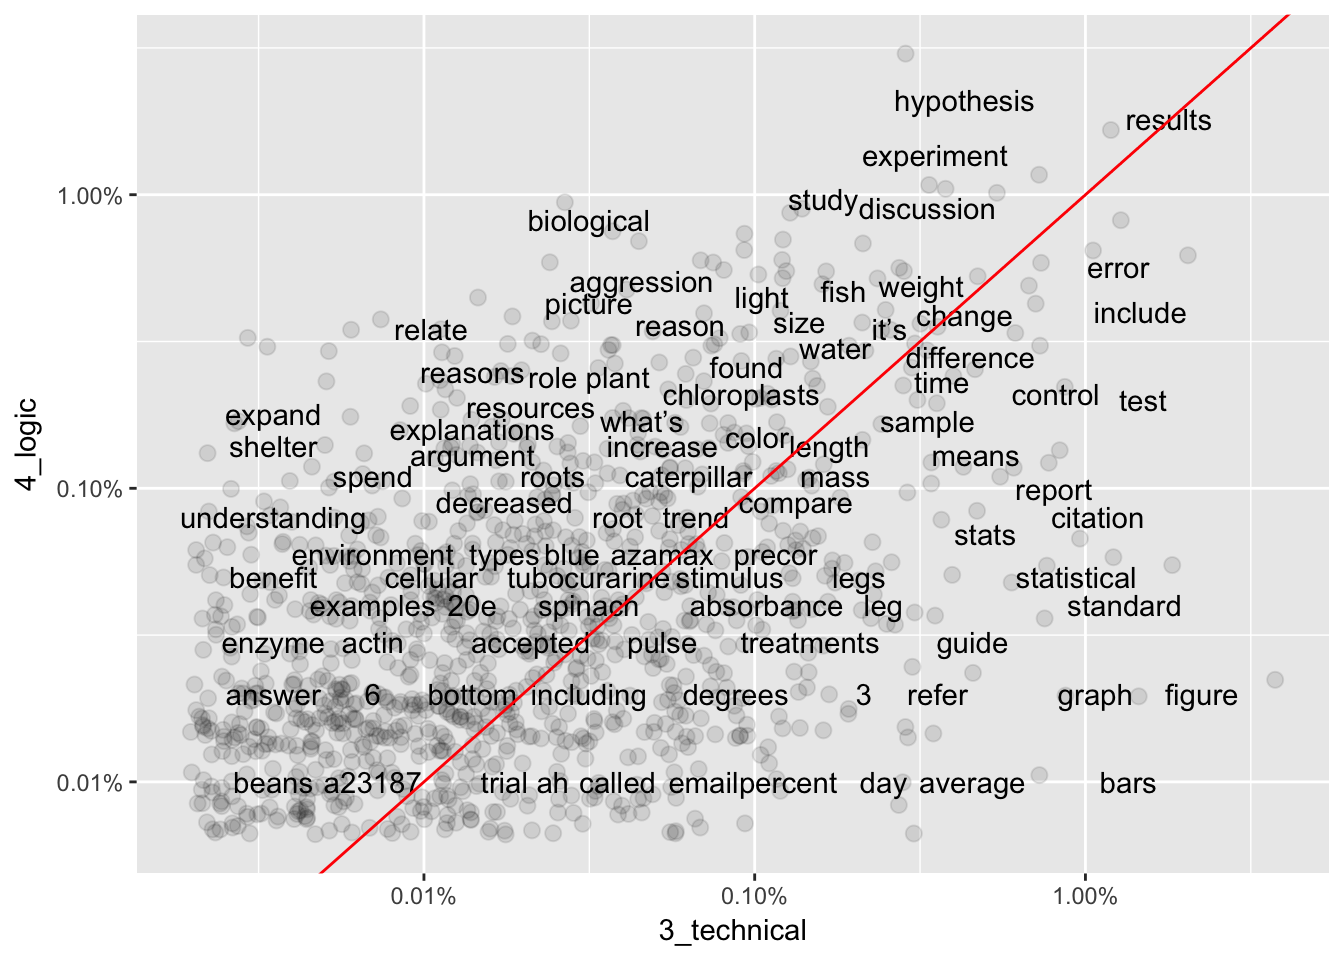 hypothesis
results
experiment
1.00%
study
discussion
biological
error
aggression
weight
picture
light
fish
include
relate
reason
size
it’s
change
water
difference
reasons
role
plant
found
time
chloroplasts
control
test
expand
resources
what’s
sample
explanations
color
shelter
argument
increase
length
means
4_logic
spend
roots
caterpillar
mass
0.10%
decreased
compare
report
understanding
root
trend
citation
stats
environment
types
blue
azamax
precor
benefit
cellular
tubocurarine
stimulus
legs
statistical
examples
20e
spinach
absorbance
leg
standard
enzyme
actin
accepted
pulse
treatments
guide
answer
6
bottom
including
degrees
3
refer
graph
figure
0.01%
beans
a23187
trial
ah
called
email
percent
day
average
bars
0.01%
0.10%
1.00%
3_technical